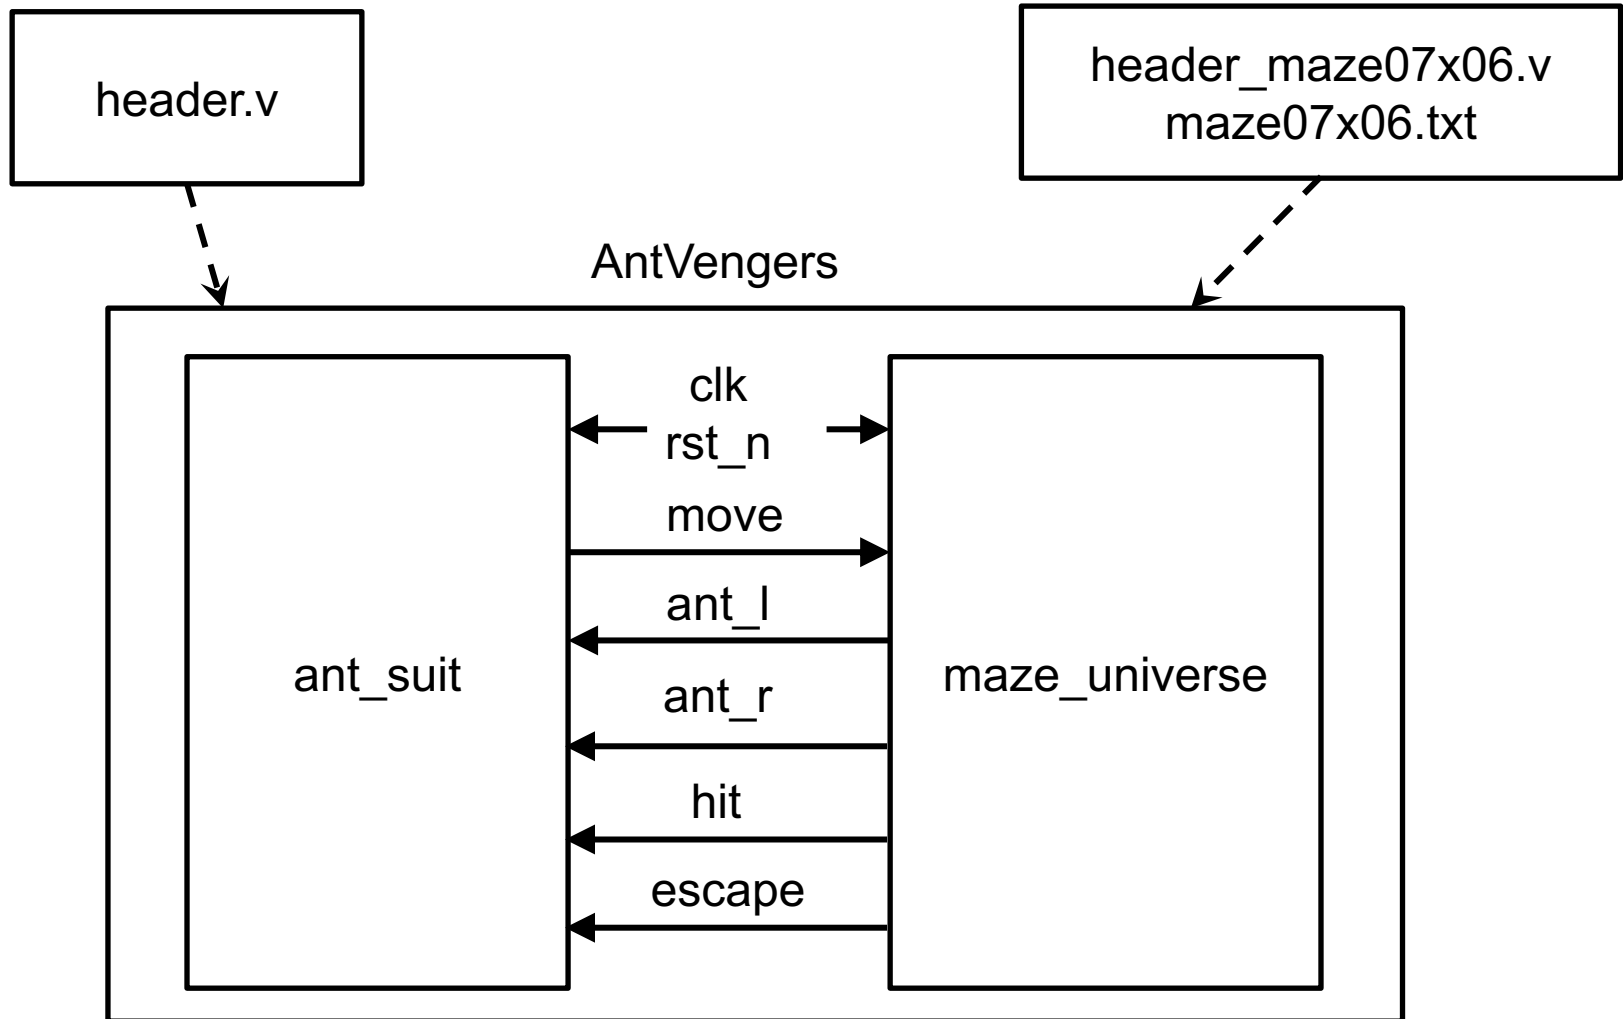 header.v
header_maze07x06.v
maze07x06.txt
AntVengers
clk
rst_n
move
ant_l
ant_r
hit
escape
ant_suit
maze_universe